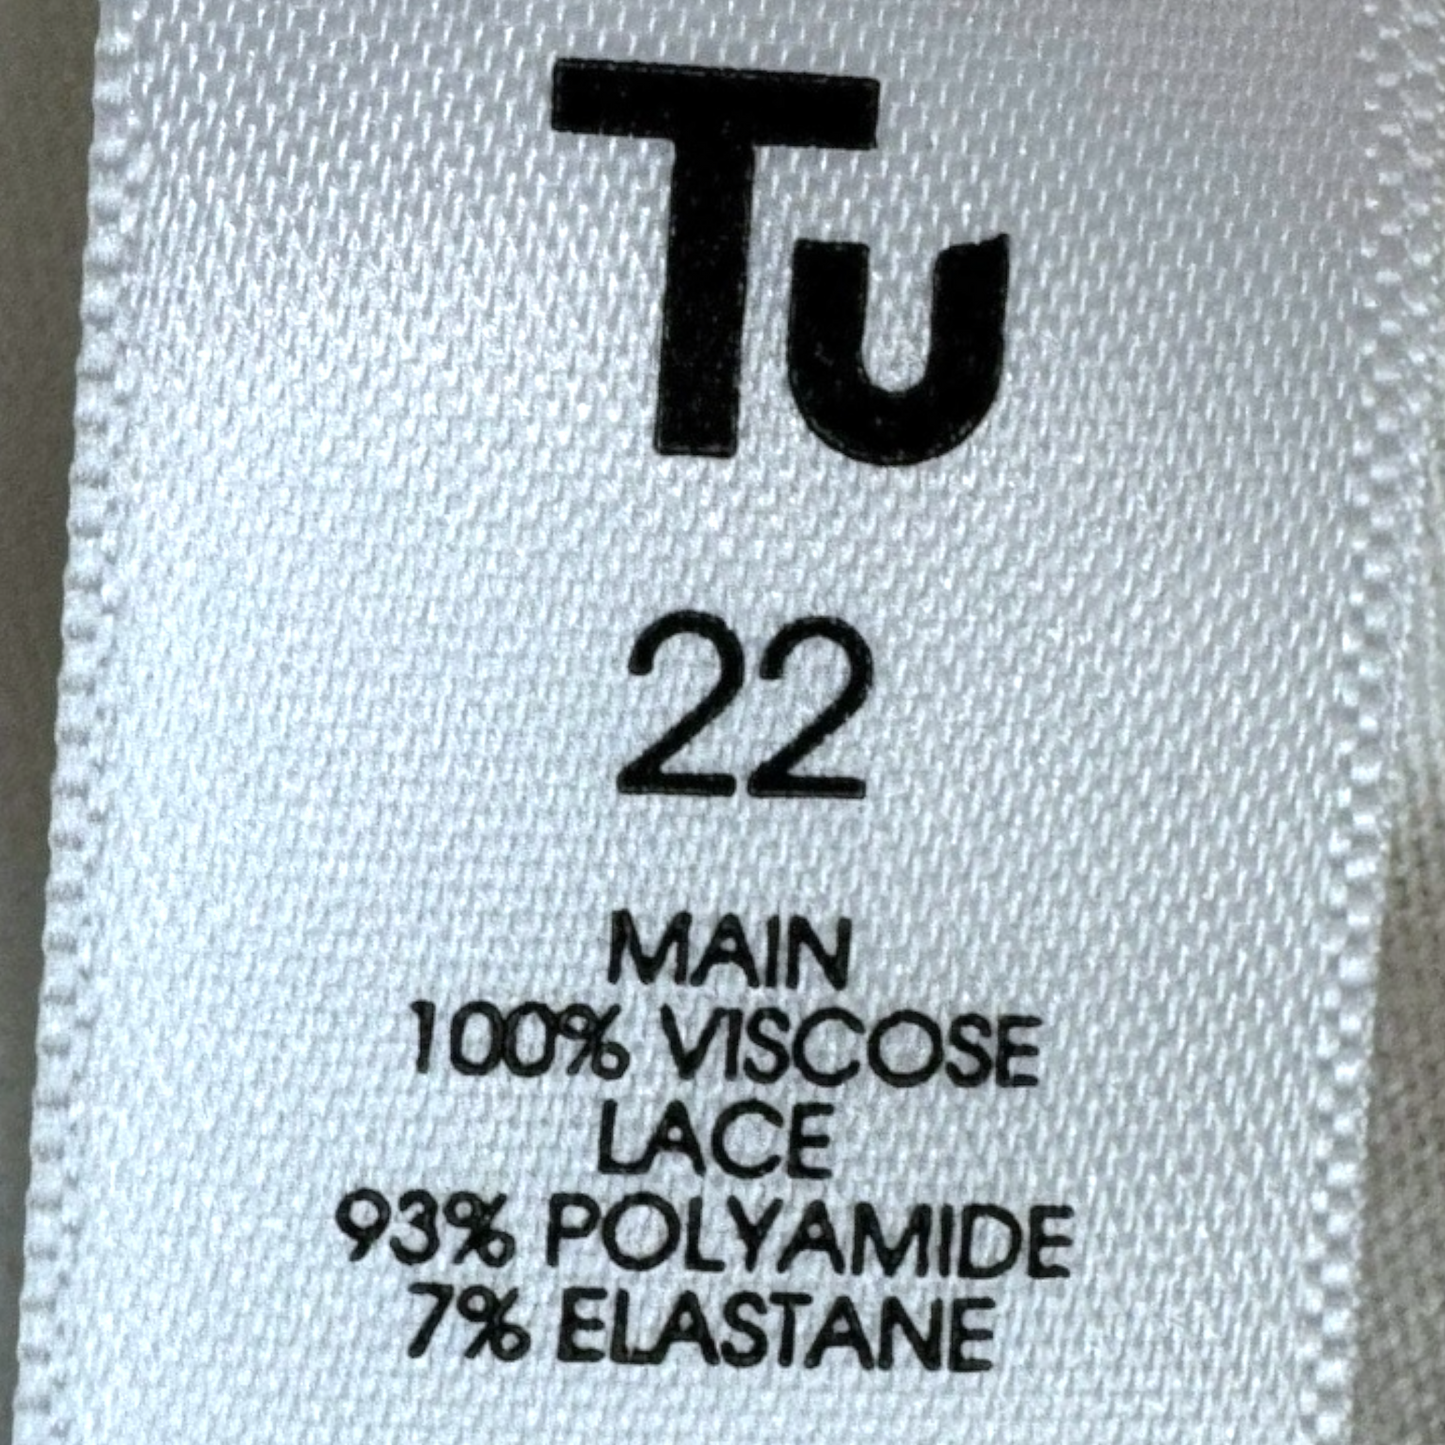 Tu
22
MAIN
100% VISCOSE
LACE
93% POLYAMIDE
7% ELASTANE